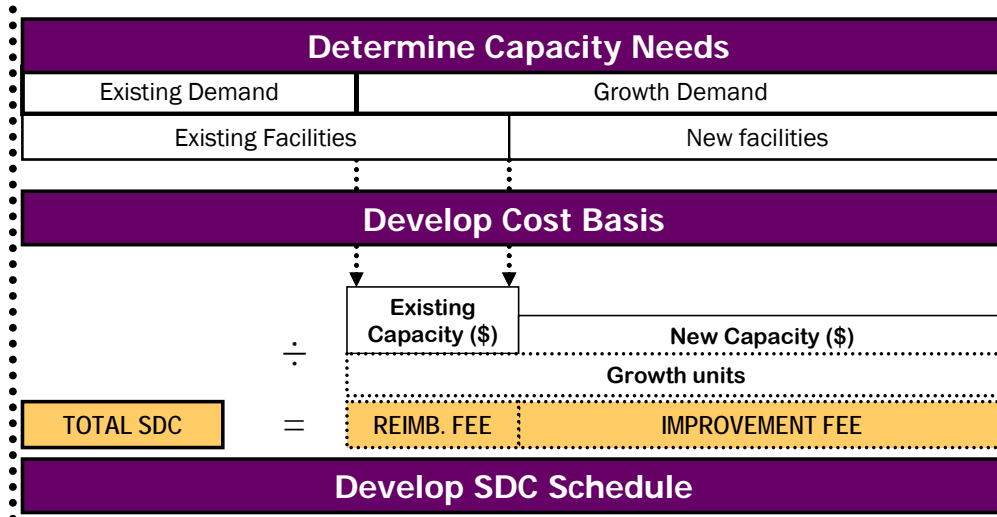 Determine Capacity Needs
Existing Demand
Growth Demand
Existing Facilities
New facilities
Develop Cost Basis
Existing
Capacity ($)
New Capacity ($)
÷
Growth units
TOTAL SDC
=
REIMB. FEE
IMPROVEMENT FEE
Develop SDC Schedule